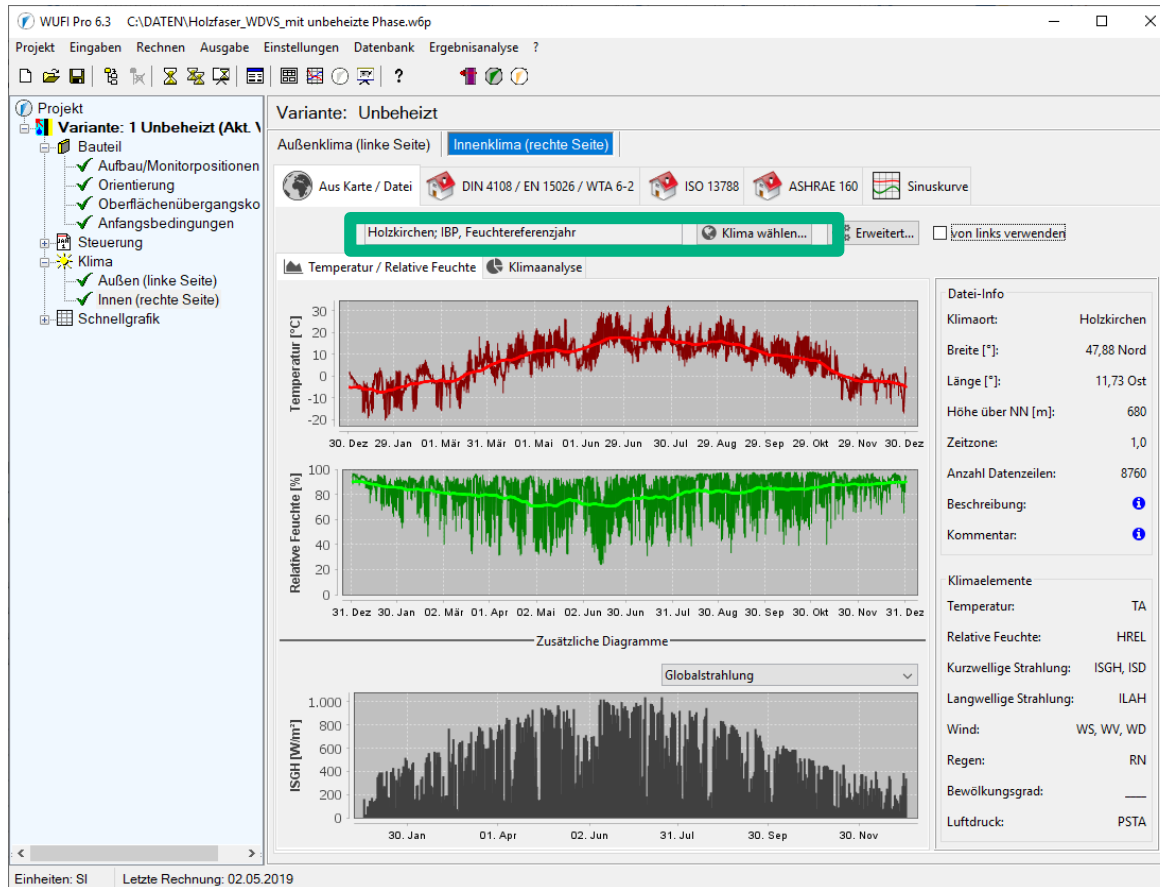 WUFI Pro 6.3 C:\DATEN\Holzfaser_WDVS_mit unbeheizte Phase.w6p
Projekt Eingaben Rechnen Ausgabe Einstellungen Datenbank Ergebnisanalyse ?
Projekt
Variante: 1 Unbeheizt (Akt. V
Bauteil
Aufbau/Monitorpositionen
Orientierung
Oberflächenübergangsko
Anfangsbedingungen
Steuerung
Klima
Außen (linke Seite)
Innen (rechte Seite)
Schnellgrafik
Variante: Unbeheizt
Außenklima (linke Seite) Innenklima (rechte Seite)
Aus Karte / Datei DIN 4108 / EN 15026 / WTA 6-2 ISO 13788 ASHRAE 160 Sinuskurve
Holzkirchen; IBP, Feuchtereferenzjahr Klima wählen... Erweitert... von links verwenden
Temperatur / Relative Feuchte Klimaanalyse
Temperatur [°C]
30
20
10
0
-10
-20
30. Dez 29. Jan 01. Mär 31. Mär 01. Mai 01. Jun 29. Jun 30. Jul 29. Aug 29. Sep 29. Okt 29. Nov 30. Dez
Relative Feuchte [%]
100
80
60
40
20
0
31. Dez 30. Jan 02. Mär 01. Apr 02. Mai 02. Jun 30. Jun 31. Jul 30. Aug 30. Sep 30. Okt 30. Nov 31. Dez
Zusätzliche Diagramme
Globalstrahlung
ISGH [W/m²]
1.000
800
600
400
200
0
30. Jan 01. Apr 02. Jun 31. Jul 30. Sep 30. Nov
Datei-Info
Klimaort: Holzkirchen
Breite [°]: 47,88 Nord
Länge [°]: 11,73 Ost
Höhe über NN [m]: 680
Zeitzone: 1,0
Anzahl Datenzeilen: 8760
Beschreibung:
Kommentar:
Klimaelemente
Temperatur: TA
Relative Feuchte: HREL
Kurzwellige Strahlung: ISGH, ISD
Langwellige Strahlung: ILAH
Wind: WS, WV, WD
Regen: RN
Bewölkungsgrad: ___
Luftdruck: PSTA
Einheiten: SI Letzte Rechnung: 02.05.2019